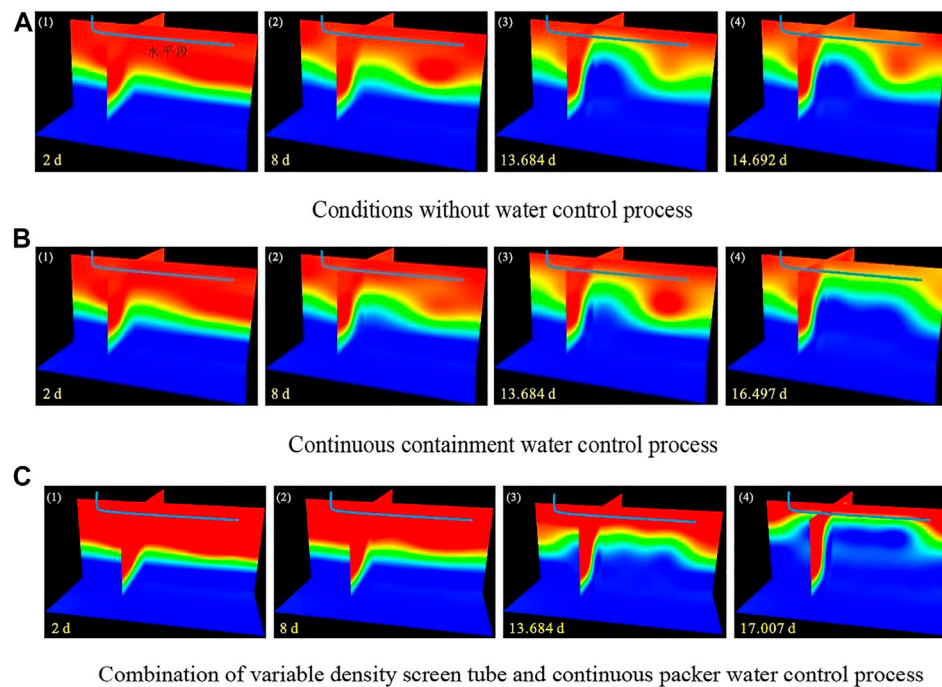 A
(1)
(2)
(3)
(4)
水平段
2 d
8 d
13.684 d
14.692 d
Conditions without water control process
B
(1)
(2)
(3)
(4)
2 d
8 d
13.684 d
16.497 d
Continuous containment water control process
C
(1)
(2)
(3)
(4)
2 d
8 d
13.684 d
17.007 d
Combination of variable density screen tube and continuous packer water control process